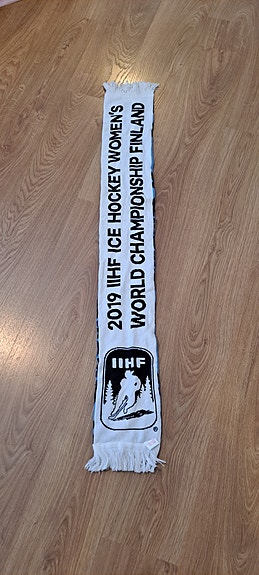 2019 IIHF ICE HOCKEY WOMEN'S
WORLD CHAMPIONSHIP FINLAND
IIHF
®